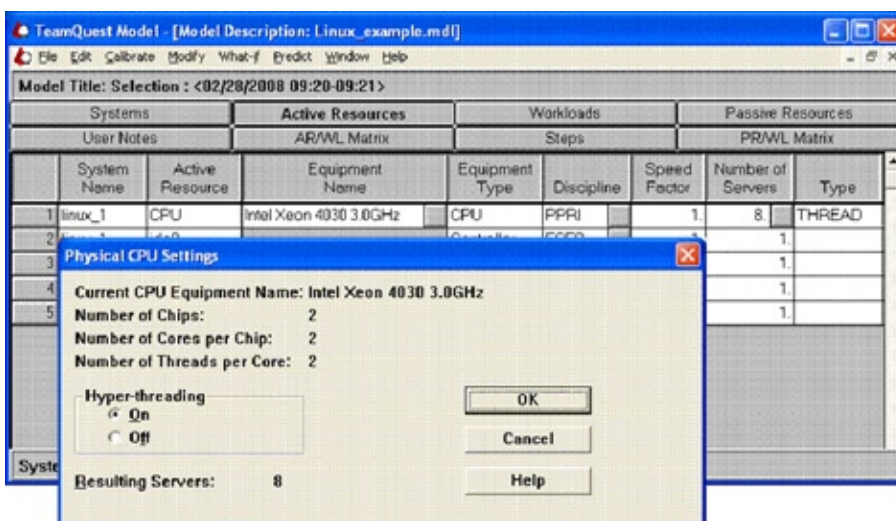 TeamQuest Model - [Model Description: Linux_example.mdl]
File Edit Calibrate Modify What-if Predict Window Help
Model Title: Selection : <02/28/2008 09:20-09:21>
Systems Active Resources Workloads Passive Resources
User Notes AR/WL Matrix Steps PR/WL Matrix
System Name Active Resource Equipment Name Equipment Type Discipline Speed Factor Number of Servers Type
1 linux_1 CPU Intel Xeon 4030 3.0GHz CPU PPRI 1. 8. THREAD
2 1.
3 1.
4 1.
5 1.
Physical CPU Settings
Current CPU Equipment Name: Intel Xeon 4030 3.0GHz
Number of Chips: 2
Number of Cores per Chip: 2
Number of Threads per Core: 2
Hyper-threading
On
Off
Resulting Servers: 8
OK
Cancel
Help
Syste